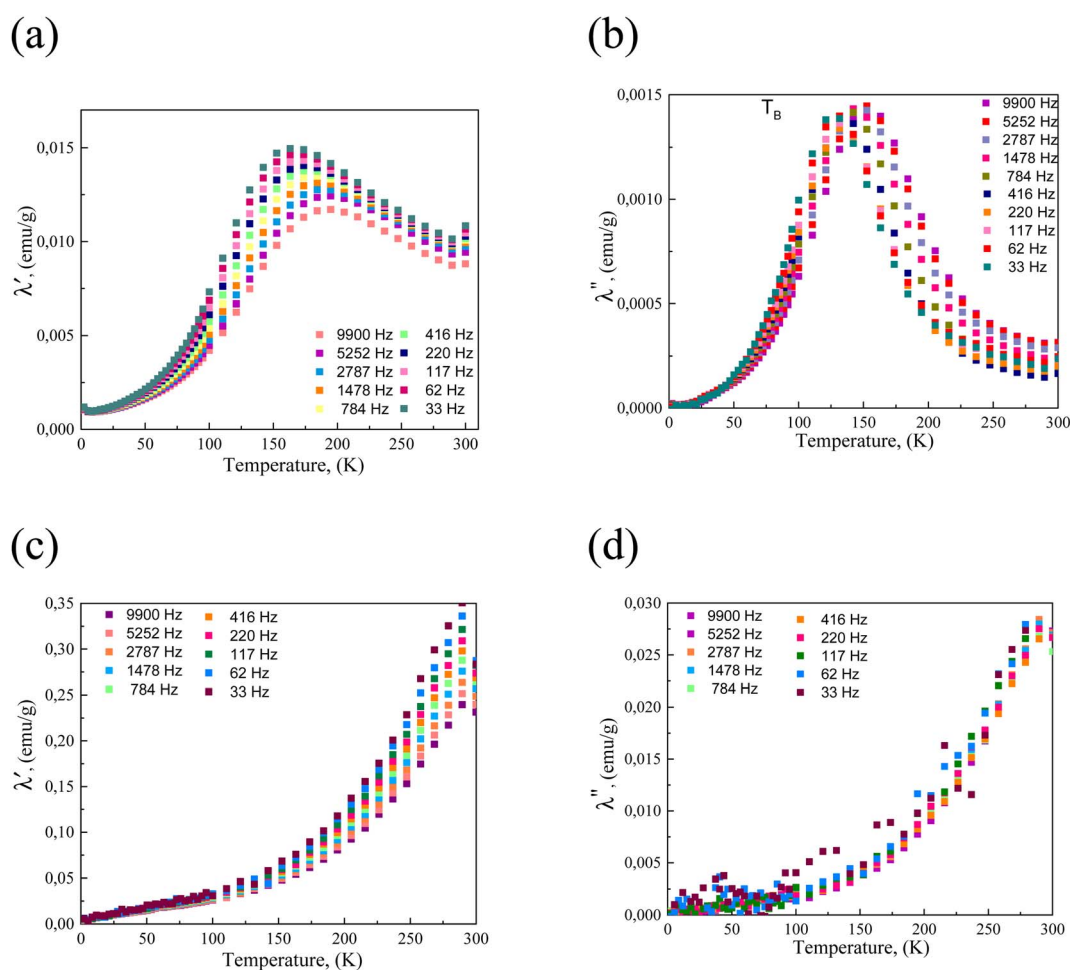 (a)
0,015
0,010
0,005
0,000
λ′, (emu/g)
9900 Hz
5252 Hz
2787 Hz
1478 Hz
784 Hz
416 Hz
220 Hz
117 Hz
62 Hz
33 Hz
0 50 100 150 200 250 300
Temperature, (K)
(b)
0,0015
0,0010
0,0005
0,0000
λ", (emu/g)
T_B
9900 Hz
5252 Hz
2787 Hz
1478 Hz
784 Hz
416 Hz
220 Hz
117 Hz
62 Hz
33 Hz
0 50 100 150 200 250 300
Temperature, (K)
(c)
0,35
0,30
0,25
0,20
0,15
0,10
0,05
0,00
λ′, (emu/g)
9900 Hz
5252 Hz
2787 Hz
1478 Hz
784 Hz
416 Hz
220 Hz
117 Hz
62 Hz
33 Hz
0 50 100 150 200 250 300
Temperature, (K)
(d)
0,030
0,025
0,020
0,015
0,010
0,005
0,000
λ", (emu/g)
9900 Hz
5252 Hz
2787 Hz
1478 Hz
784 Hz
416 Hz
220 Hz
117 Hz
62 Hz
33 Hz
0 50 100 150 200 250 300
Temperature, (K)